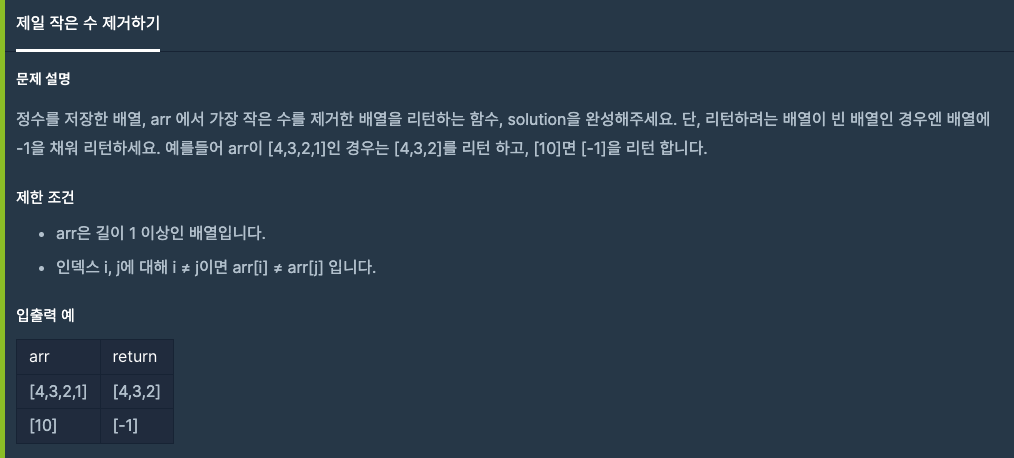 제일 작은 수 제거하기
문제 설명
정수를 저장한 배열, arr 에서 가장 작은 수를 제거한 배열을 리턴하는 함수, solution을 완성해주세요. 단, 리턴하려는 배열이 빈 배열인 경우엔 배열에
-1을 채워 리턴하세요. 예를들어 arr이 [4,3,2,1]인 경우는 [4,3,2]를 리턴 하고, [10]면 [-1]을 리턴 합니다.
제한 조건
• arr은 길이 1 이상인 배열입니다.
• 인덱스 i, j에 대해 i ≠ j이면 arr[i] ≠ arr[j] 입니다.
입출력 예
arr return
[4,3,2,1] [4,3,2]
[10] [-1]